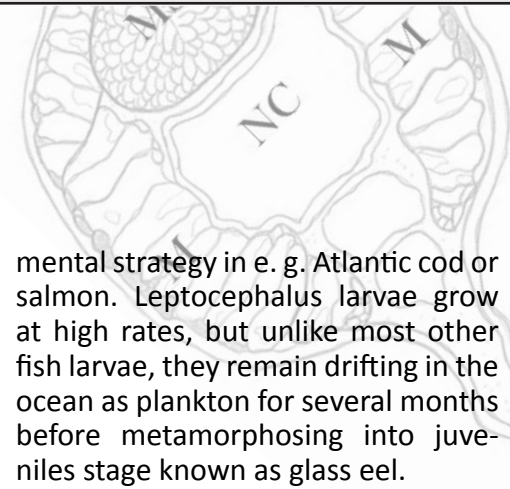 M
NC
M
mental strategy in e. g. Atlantic cod or
salmon. Leptocephalus larvae grow
at high rates, but unlike most other
fish larvae, they remain drifting in the
ocean as plankton for several months
before metamorphosing into juve-
niles stage known as glass eel.